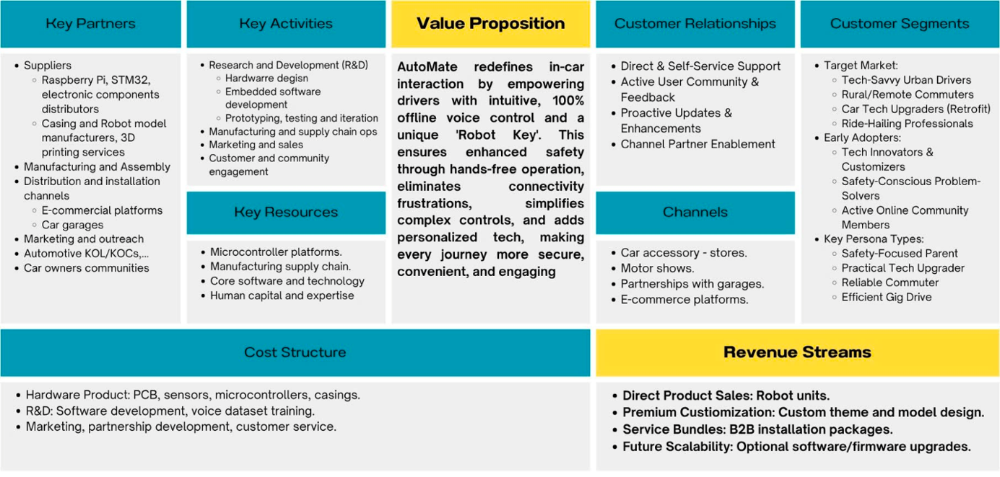 Key Partners
Suppliers
Raspberry Pi, STM32,
electronic components
distributors
Casing and Robot model
manufacturers, 3D
printing services
Manufacturing and Assembly
Distribution and installation
channels
E-commercial platforms
Car garages
Marketing and outreach
Automotive KOL/KOCs,...
Car owners communities
Key Activities
Research and Development (R&D)
Hardwarre degisn
Embedded software
development
Prototyping, testing and iteration
Manufacturing and supply chain ops
Marketing and sales
Customer and community
engagement
Key Resources
Microcontroller platforms.
Manufacturing supply chain.
Core software and technology
Human capital and expertise
Value Proposition
AutoMate redefines in-car
interaction by empowering
drivers with intuitive, 100%
offline voice control and a
unique 'Robot Key'. This
ensures enhanced safety
through hands-free operation,
eliminates connectivity
frustrations, simplifies
complex controls, and adds
personalized tech, making
every journey more secure,
convenient, and engaging
Customer Relationships
Direct & Self-Service Support
Active User Community &
Feedback
Proactive Updates &
Enhancements
Channel Partner Enablement
Channels
Car accessory - stores.
Motor shows.
Partnerships with garages.
E-commerce platforms.
Customer Segments
Target Market:
Tech-Savvy Urban Drivers
Rural/Remote Commuters
Car Tech Upgraders (Retrofit)
Ride-Hailing Professionals
Early Adopters:
Tech Innovators &
Customizers
Safety-Conscious Problem-
Solvers
Active Online Community
Members
Key Persona Types:
Safety-Focused Parent
Practical Tech Upgrader
Reliable Commuter
Efficient Gig Drive
Cost Structure
Hardware Product: PCB, sensors, microcontrollers, casings.
R&D: Software development, voice dataset training.
Marketing, partnership development, customer service.
Revenue Streams
Direct Product Sales: Robot units.
Premium Custiomization: Custom theme and model design.
Service Bundles: B2B installation packages.
Future Scalability: Optional software/firmware upgrades.